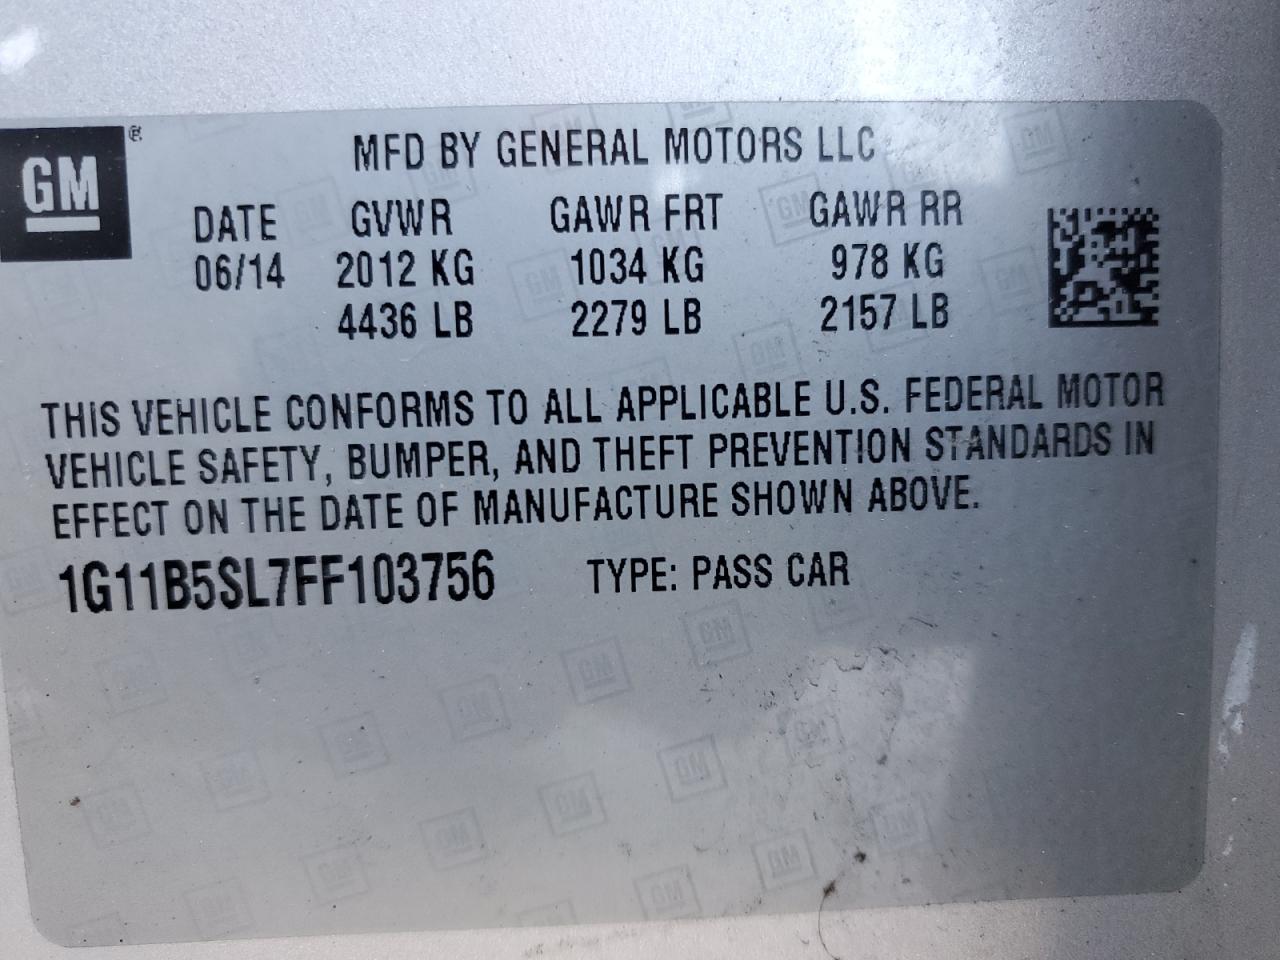 GM®
MFD BY GENERAL MOTORS LLC
DATE GVWR GAWR FRT GAWR RR
06/14 2012 KG 1034 KG 978 KG
4436 LB 2279 LB 2157 LB
THIS VEHICLE CONFORMS TO ALL APPLICABLE U.S. FEDERAL MOTOR
VEHICLE SAFETY, BUMPER, AND THEFT PREVENTION STANDARDS IN
EFFECT ON THE DATE OF MANUFACTURE SHOWN ABOVE.
1G11B5SL7FF103756 TYPE: PASS CAR